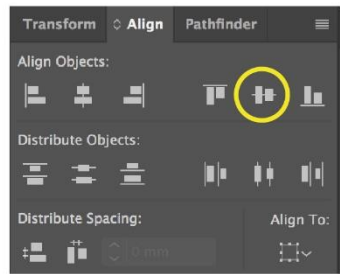 Transform Align Pathfinder
Align Objects:
Distribute Objects:
Distribute Spacing: Align To:
0 mm